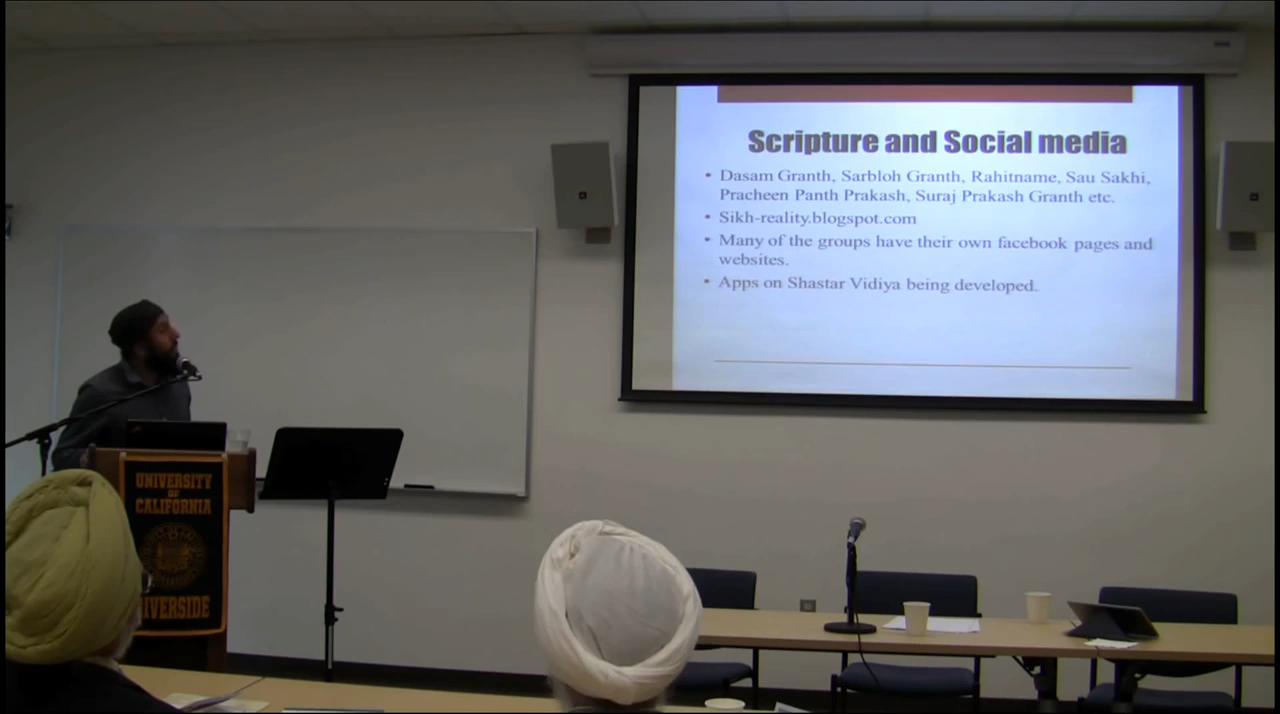 Scripture and Social media
• Dasam Granth, Sarbloh Granth, Rahitname, Sau Sakhi,
Pracheen Panth Prakash, Suraj Prakash Granth etc.
• Sikh-reality.blogspot.com
• Many of the groups have their own facebook pages and
websites.
• Apps on Shastar Vidiya being developed.
UNIVERSITY
OF
CALIFORNIA
IVERSIDE